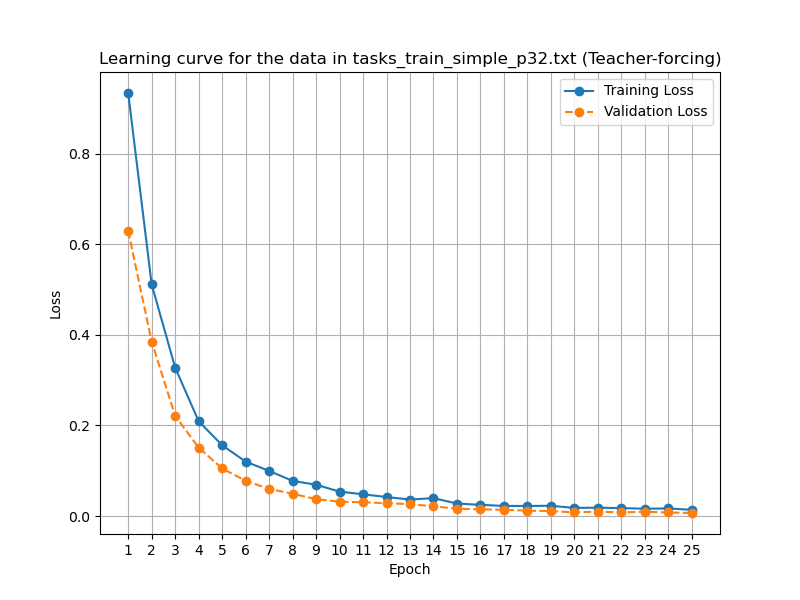 Learning curve for the data in tasks_train_simple_p32.txt (Teacher-forcing)
Training Loss
Validation Loss
0.8
0.6
0.4
0.2
0.0
Loss
1 2 3 4 5 6 7 8 9 10 11 12 13 14 15 16 17 18 19 20 21 22 23 24 25
Epoch